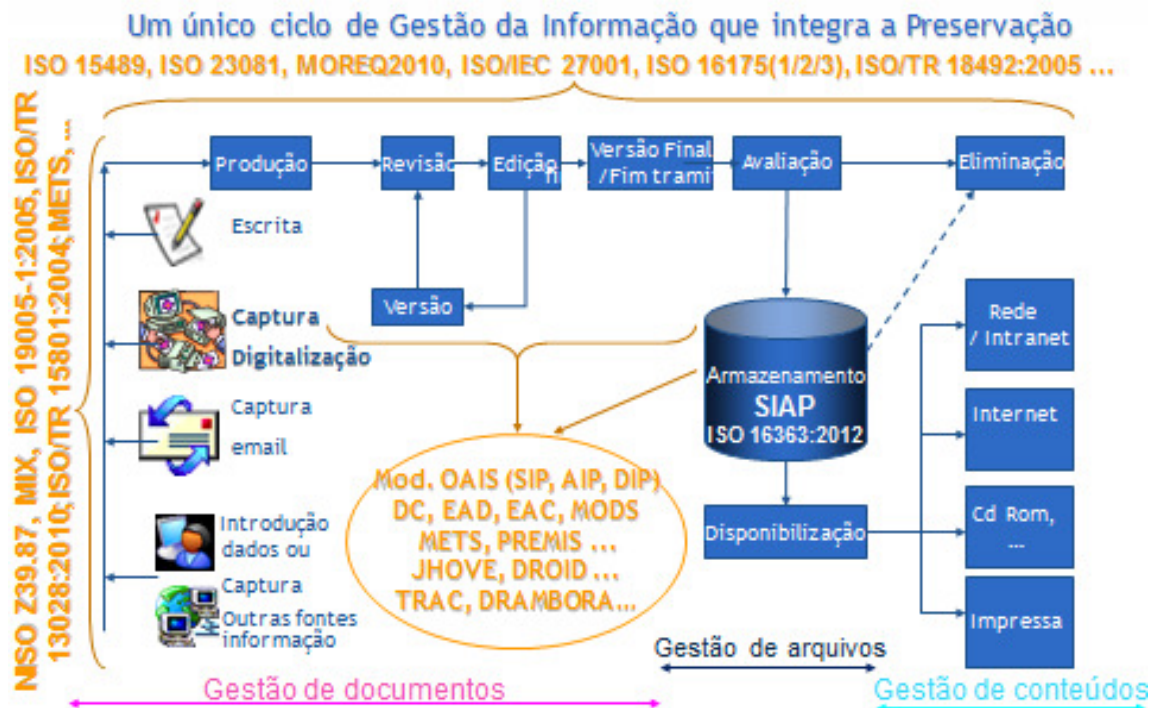 Um único ciclo de Gestão da Informação que integra a Preservação
ISO 15489, ISO 23081, MOREQ2010, ISO/IEC 27001, ISO 16175(1/2/3), ISO/TR 18492:2005 ...
NISO Z39.87, MIX, ISO 19005-1:2005, ISO/TR
13028:2010; ISO/TR 15801:2004; METS, ...
Produção
Revisão
Edição
Versão Final
/Fim trami
Avaliação
Eliminação
Escrita
Versão
Captura
Digitalização
Captura
email
Introdução
dados ou
Captura
Outras fontes
informação
Armazenamento
SIAP
ISO 16363:2012
Mod. OAIS (SIP, AIP, DIP)
DC, EAD, EAC, MODS
METS, PREMIS ...
JHOVE, DROID ...
TRAC, DRAMBORA...
Disponibilização
Rede
/ Intranet
Internet
Cd Rom,
...
Impressa
Gestão de documentos
Gestão de arquivos
Gestão de conteúdos